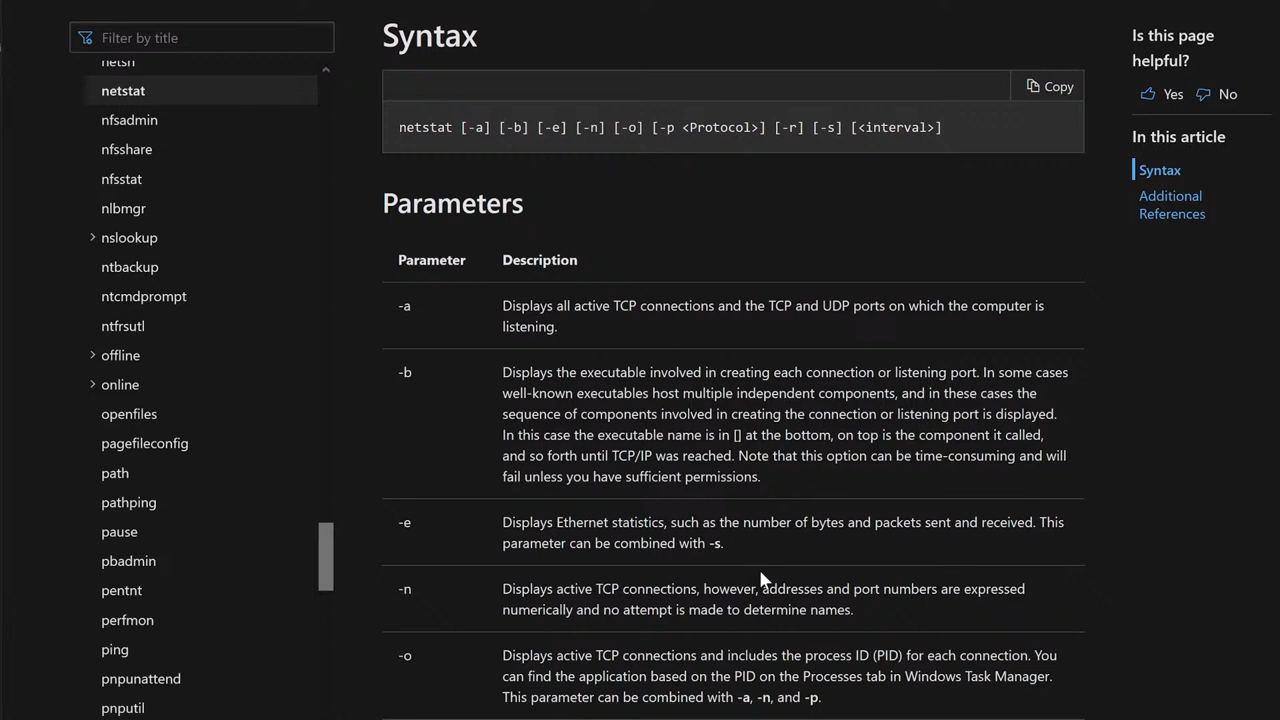 Filter by title
netsh
netstat
nfsadmin
nfsshare
nfsstat
nlbmgr
nslookup
ntbackup
ntcmdprompt
ntfrsutl
offline
online
openfiles
pagefileconfig
path
pathping
pause
pbadmin
pentnt
perfmon
ping
pnpunattend
pnputil
Syntax
Copy
netstat [-a] [-b] [-e] [-n] [-o] [-p <Protocol>] [-r] [-s] [<interval>]
Parameters
Parameter Description
-a Displays all active TCP connections and the TCP and UDP ports on which the computer is
listening.
-b Displays the executable involved in creating each connection or listening port. In some cases
well-known executables host multiple independent components, and in these cases the
sequence of components involved in creating the connection or listening port is displayed.
In this case the executable name is in [] at the bottom, on top is the component it called,
and so forth until TCP/IP was reached. Note that this option can be time-consuming and will
fail unless you have sufficient permissions.
-e Displays Ethernet statistics, such as the number of bytes and packets sent and received. This
parameter can be combined with -s.
-n Displays active TCP connections, however, addresses and port numbers are expressed
numerically and no attempt is made to determine names.
-o Displays active TCP connections and includes the process ID (PID) for each connection. You
can find the application based on the PID on the Processes tab in Windows Task Manager.
This parameter can be combined with -a, -n, and -p.
Is this page
helpful?
Yes No
In this article
Syntax
Additional
References